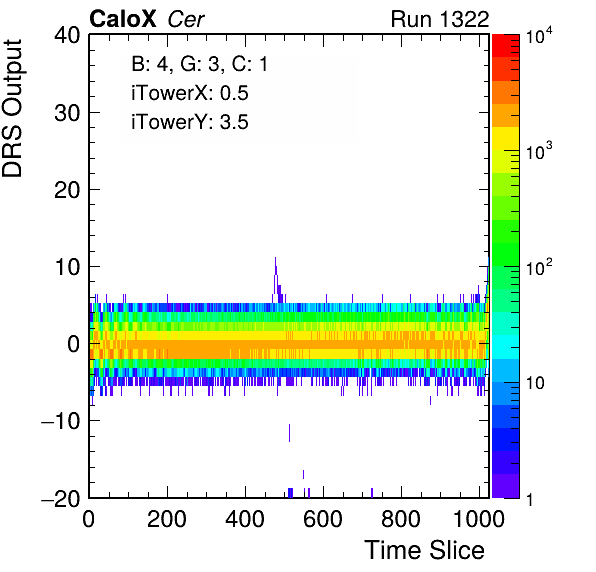 CaloX Cer
Run 1322
DRS Output
B: 4, G: 3, C: 1
iTowerX: 0.5
iTowerY: 3.5
40
30
20
10
0
−10
−20
0 200 400 600 800 1000
Time Slice
10^4
10^3
10^2
10
1